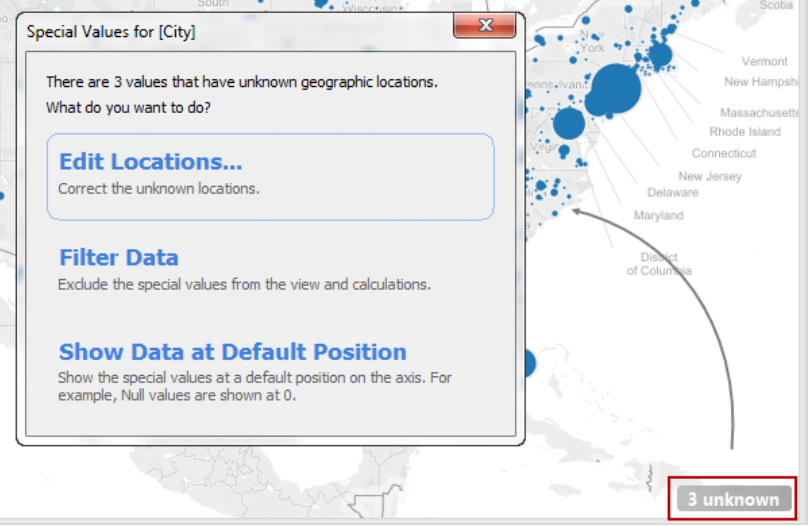 South
Wisconsin
Scotia
Special Values for [City]
X
There are 3 values that have unknown geographic locations.
What do you want to do?
Edit Locations...
Correct the unknown locations.
Filter Data
Exclude the special values from the view and calculations.
Show Data at Default Position
Show the special values at a default position on the axis. For
example, Null values are shown at 0.
York
Vermont
New Hampshi
Massachusetts
Rhode Island
Connecticut
New Jersey
Delaware
Maryland
District
of Columbia
3 unknown